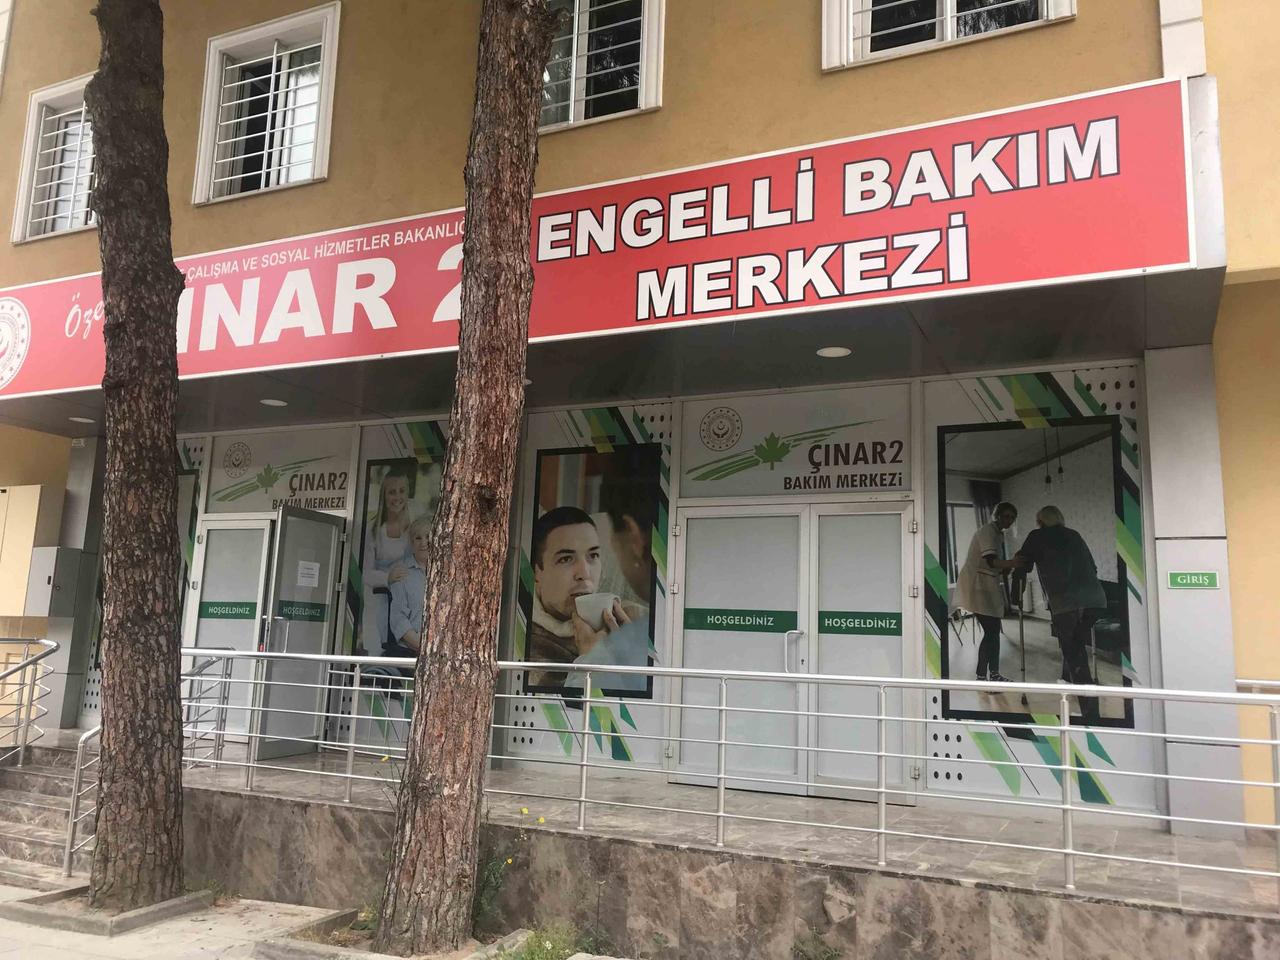 ÇALIŞMA VE SOSYAL HİZMETLER
Öze
INAR 2
ENGELLİ BAKIM
MERKEZİ
ÇINAR2
BAKIM MERKEZİ
ÇINAR2
BAKIM MERKEZİ
GİRİŞ
HOŞGELDİNİZ
HOŞGELDİNİZ
HOŞGELDİNİZ
HOŞGELDİNİZ